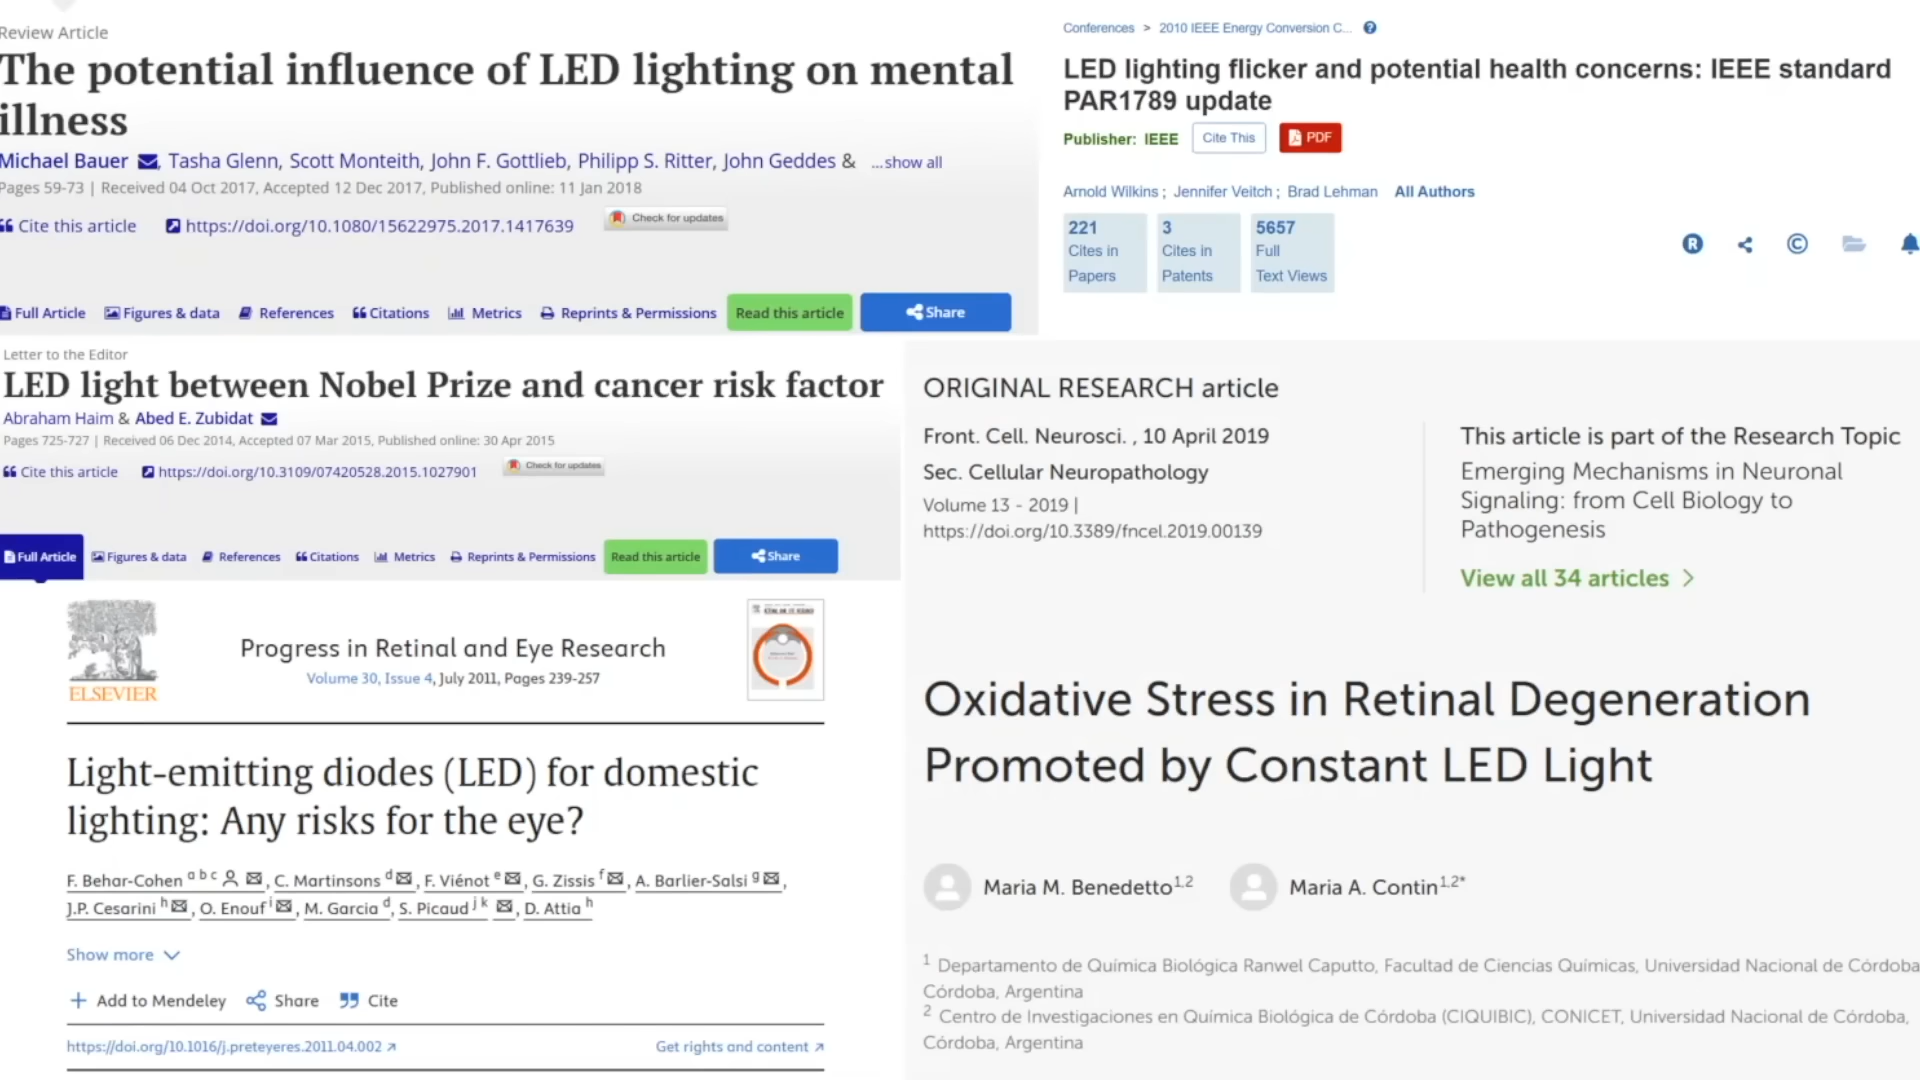 Review Article
The potential influence of LED lighting on mental
illness
Michael Bauer, Tasha Glenn, Scott Monteith, John F. Gottlieb, Philipp S. Ritter, John Geddes & ...show all
Pages 59-73 | Received 04 Oct 2017, Accepted 12 Dec 2017, Published online: 11 Jan 2018
Cite this article https://doi.org/10.1080/15622975.2017.1417639 Check for updates
Full Article Figures & data References Citations Metrics Reprints & Permissions Read this article Share
Conferences > 2010 IEEE Energy Conversion C... ?
LED lighting flicker and potential health concerns: IEEE standard
PAR1789 update
Publisher: IEEE Cite This PDF
Arnold Wilkins ; Jennifer Veitch ; Brad Lehman All Authors
221 3 5657
Cites in Cites in Full
Papers Patents Text Views
R ©
Letter to the Editor
LED light between Nobel Prize and cancer risk factor
Abraham Haim & Abed E. Zubidat
Pages 725-727 | Received 06 Dec 2014, Accepted 07 Mar 2015, Published online: 30 Apr 2015
Cite this article https://doi.org/10.3109/07420528.2015.1027901 Check for updates
Full Article Figures & data References Citations Metrics Reprints & Permissions Read this article Share
ELSEVIER
Progress in Retinal and Eye Research
Volume 30, Issue 4, July 2011, Pages 239-257
Light-emitting diodes (LED) for domestic
lighting: Any risks for the eye?
F. Behar-Cohen a b c, C. Martinsons d, F. Viénot e, G. Zissis f, A. Barlier-Salsi g,
J.P. Cesarini h, O. Enouf i, M. Garcia d, S. Picaud j k, D. Attia h
Show more
+ Add to Mendeley Share Cite
https://doi.org/10.1016/j.preteyeres.2011.04.002 Get rights and content
ORIGINAL RESEARCH article
Front. Cell. Neurosci. , 10 April 2019
Sec. Cellular Neuropathology
Volume 13 - 2019 |
https://doi.org/10.3389/fncel.2019.00139
This article is part of the Research Topic
Emerging Mechanisms in Neuronal
Signaling: from Cell Biology to
Pathogenesis
View all 34 articles >
Oxidative Stress in Retinal Degeneration
Promoted by Constant LED Light
Maria M. Benedetto1,2 Maria A. Contin1,2*
1 Departamento de Química Biológica Ranwel Caputto, Facultad de Ciencias Químicas, Universidad Nacional de Córdoba
Córdoba, Argentina
2 Centro de Investigaciones en Química Biológica de Córdoba (CIQUIBIC), CONICET, Universidad Nacional de Córdoba,
Córdoba, Argentina